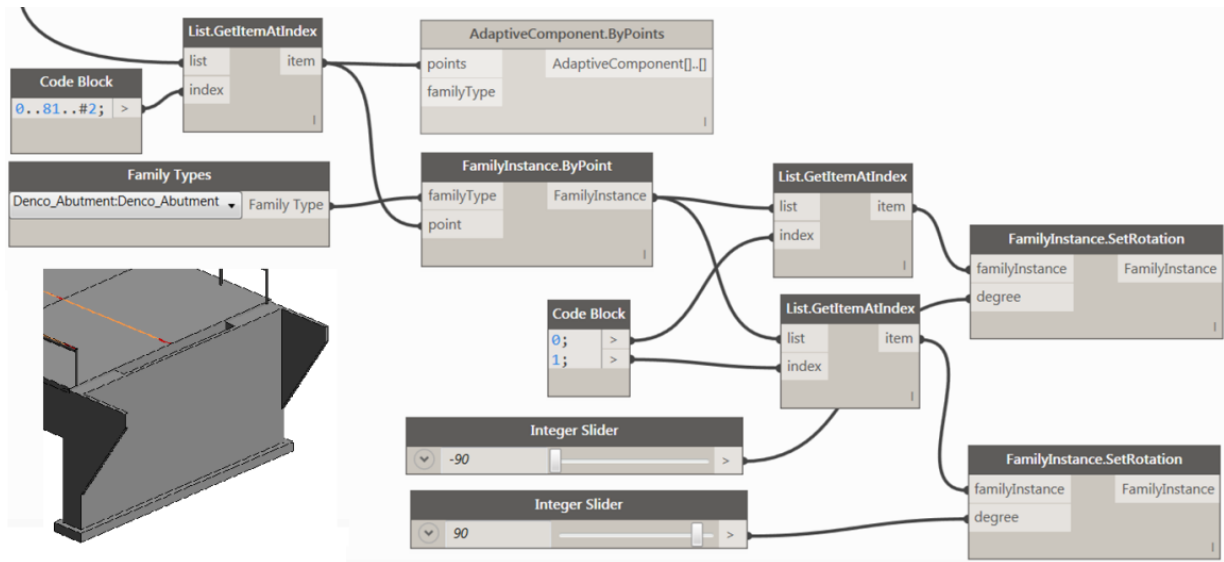 List.GetItemAtIndex
list item
index
Code Block
0..81..#2; >
AdaptiveComponent.ByPoints
points AdaptiveComponent[]..[]
familyType
Family Types
Denco_Abutment:Denco_Abutment Family Type
FamilyInstance.ByPoint
familyType FamilyInstance
point
List.GetItemAtIndex
list item
index
FamilyInstance.SetRotation
familyInstance FamilyInstance
degree
Code Block
0; >
1; >
List.GetItemAtIndex
list item
index
Integer Slider
-90 >
Integer Slider
90 >
FamilyInstance.SetRotation
familyInstance FamilyInstance
degree